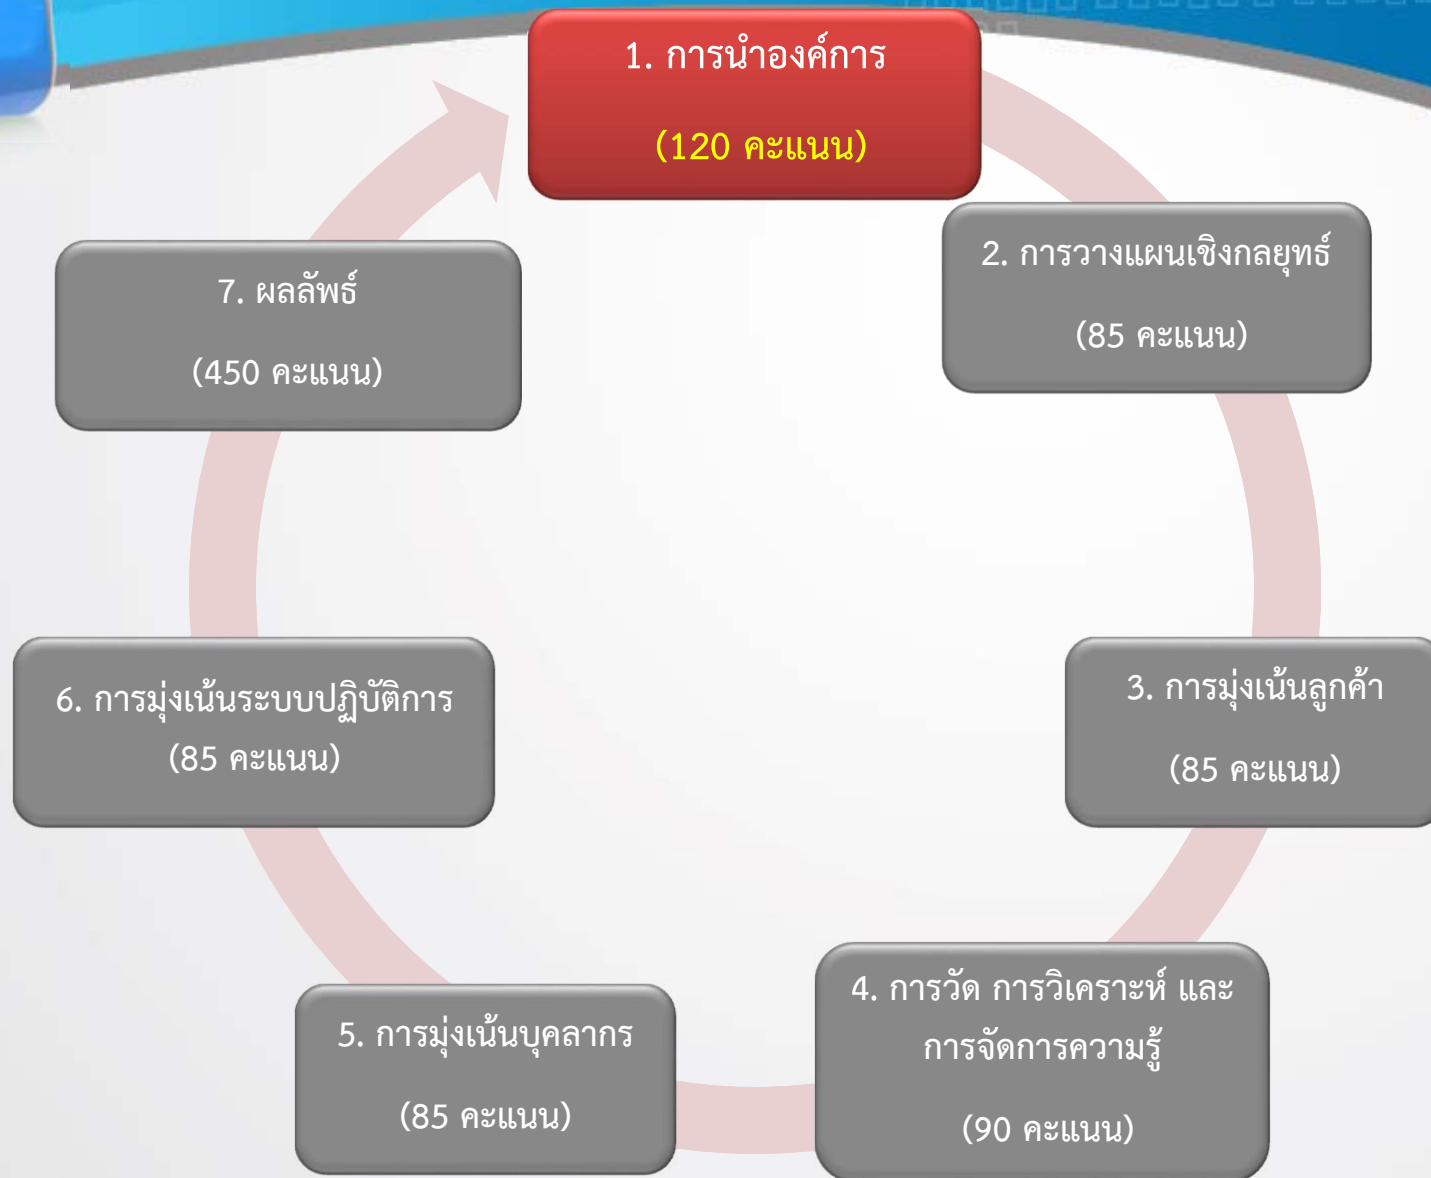 1. การนำองค์การ
(120 คะแนน)
2. การวางแผนเชิงกลยุทธ์
(85 คะแนน)
3. การมุ่งเน้นลูกค้า
(85 คะแนน)
4. การวัด การวิเคราะห์ และ
การจัดการความรู้
(90 คะแนน)
5. การมุ่งเน้นบุคลากร
(85 คะแนน)
6. การมุ่งเน้นระบบปฏิบัติการ
(85 คะแนน)
7. ผลลัพธ์
(450 คะแนน)